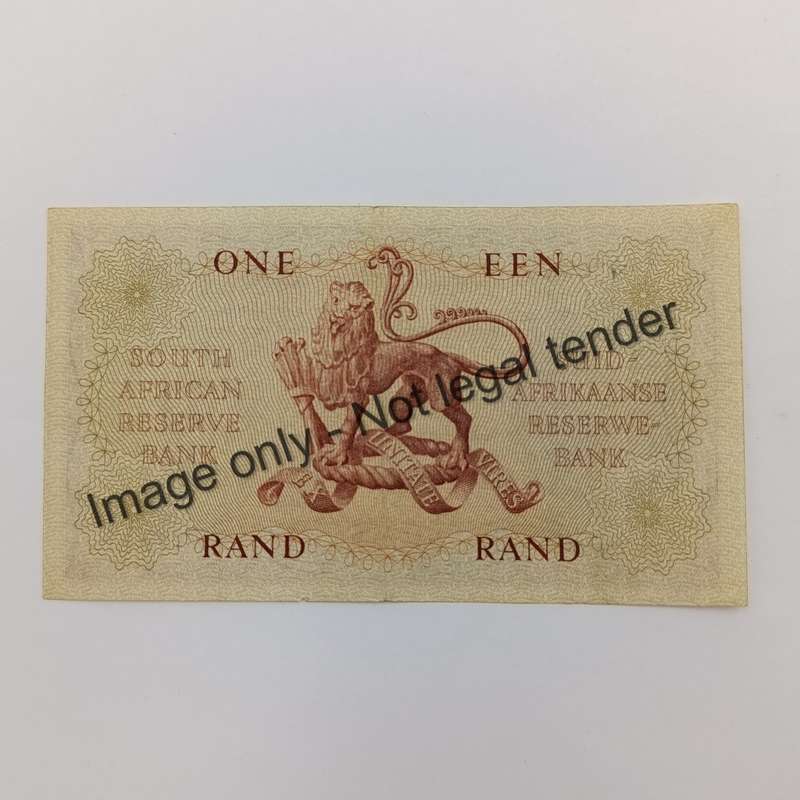 ONE EEN
SOUTH
AFRICAN
RESERVE
BANK
SUID-
AFRIKAANSE
RESERWE-
BANK
EX UNITATE VIRES
RAND RAND
Image only - Not legal tender